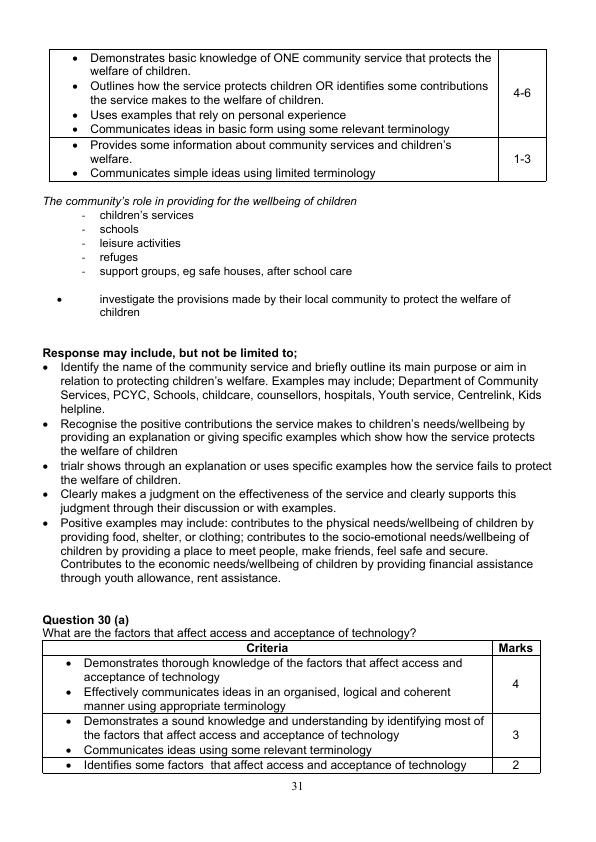 • Demonstrates basic knowledge of ONE community service that protects the
welfare of children.
• Outlines how the service protects children OR identifies some contributions
the service makes to the welfare of children.
• Uses examples that rely on personal experience
• Communicates ideas in basic form using some relevant terminology
4-6
• Provides some information about community services and children's
welfare.
• Communicates simple ideas using limited terminology
1-3
The community's role in providing for the wellbeing of children
- children's services
- schools
- leisure activities
- refuges
- support groups, eg safe houses, after school care
• investigate the provisions made by their local community to protect the welfare of
children
Response may include, but not be limited to;
• Identify the name of the community service and briefly outline its main purpose or aim in
relation to protecting children's welfare. Examples may include; Department of Community
Services, PCYC, Schools, childcare, counsellors, hospitals, Youth service, Centrelink, Kids
helpline.
• Recognise the positive contributions the service makes to children's needs/wellbeing by
providing an explanation or giving specific examples which show how the service protects
the welfare of children
• trialr shows through an explanation or uses specific examples how the service fails to protect
the welfare of children.
• Clearly makes a judgment on the effectiveness of the service and clearly supports this
judgment through their discussion or with examples.
• Positive examples may include: contributes to the physical needs/wellbeing of children by
providing food, shelter, or clothing; contributes to the socio-emotional needs/wellbeing of
children by providing a place to meet people, make friends, feel safe and secure.
Contributes to the economic needs/wellbeing of children by providing financial assistance
through youth allowance, rent assistance.
Question 30 (a)
What are the factors that affect access and acceptance of technology?
Criteria Marks
• Demonstrates thorough knowledge of the factors that affect access and
acceptance of technology
• Effectively communicates ideas in an organised, logical and coherent
manner using appropriate terminology
4
• Demonstrates a sound knowledge and understanding by identifying most of
the factors that affect access and acceptance of technology
• Communicates ideas using some relevant terminology
3
• Identifies some factors that affect access and acceptance of technology 2
31